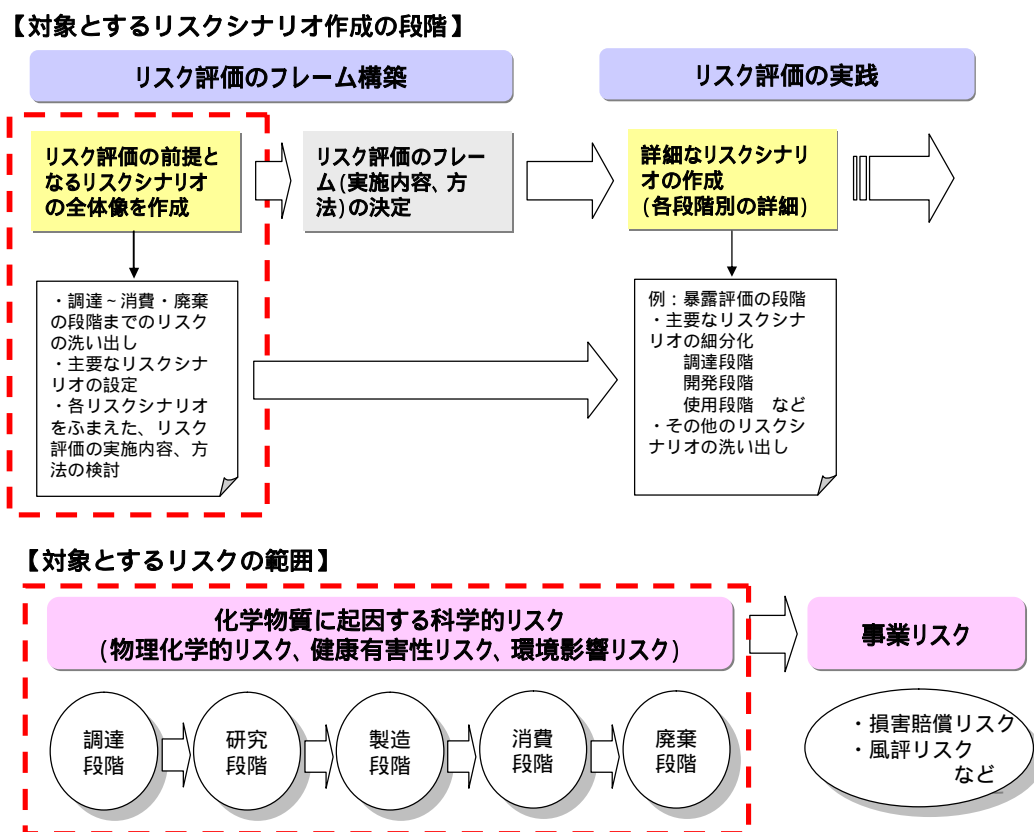 【対象とするリスクシナリオ作成の段階】
リスク評価のフレーム構築
リスク評価の実践
リスク評価の前提と
なるリスクシナリオ
の全体像を作成
リスク評価のフレー
ム(実施内容、方
法)の決定
詳細なリスクシナリ
オの作成
(各段階別の詳細)
・調達~消費・廃棄
の段階までのリスク
の洗い出し
・主要なリスクシナ
リオの設定
・各リスクシナリオ
をふまえた、リスク
評価の実施内容、方
法の検討
例:暴露評価の段階
・主要なリスクシナ
リオの細分化
調達段階
開発段階
使用段階 など
・その他のリスクシ
ナリオの洗い出し
【対象とするリスクの範囲】
化学物質に起因する科学的リスク
(物理化学的リスク、健康有害性リスク、環境影響リスク)
事業リスク
調達
段階
研究
段階
製造
段階
消費
段階
廃棄
段階
・損害賠償リスク
・風評リスク
など